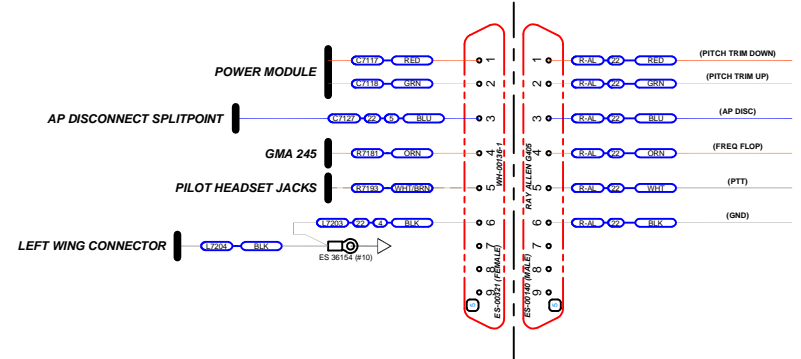 POWER MODULE
C7117 RED 1 1 R-AL 22 RED (PITCH TRIM DOWN)
C7118 GRN 2 2 R-AL 22 GRN (PITCH TRIM UP)
AP DISCONNECT SPLITPOINT C7127 22 5 BLU 3 3 R-AL 22 BLU (AP DISC)
GMA 245 R7181 ORN 4 4 R-AL 22 ORN (FREQ FLOP)
PILOT HEADSET JACKS R7193 WHT/BRN 5 5 R-AL 22 WHT (PTT)
L7203 22 4 BLK 6 6 R-AL 22 BLK (GND)
LEFT WING CONNECTOR L7204 BLK 7 7
ES 36154 (#10)
8 8
9 9
WH-00136-1
ES-00321 (FEMALE)
RAY ALLEN G405
ES-00140 (MALE)
5 5